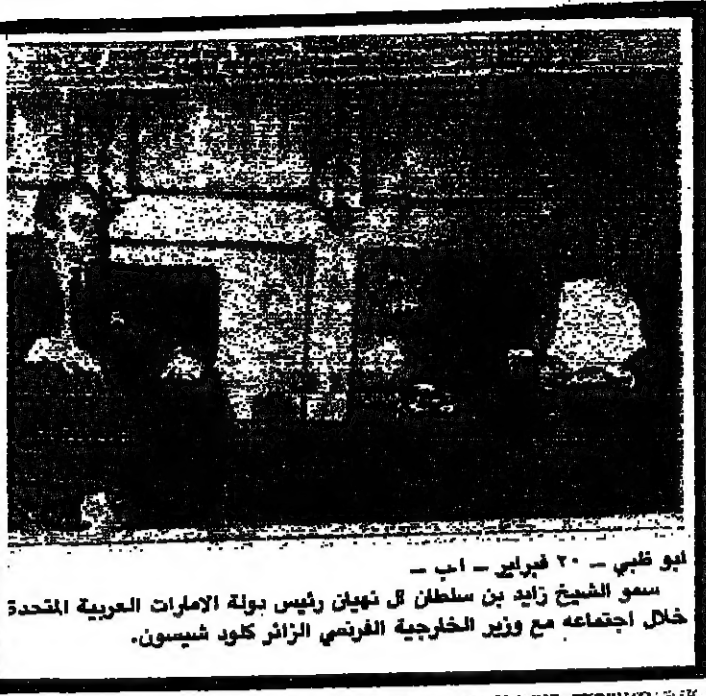 ابو ظبي – ٢٠ فبراير – اب –
سمو الشيخ زايد بن سلطان آل نهيان رئيس دولة الامارات العربية المتحدة
خلال اجتماعه مع وزير الخارجية الفرنسي الزائر كلود شيسون.